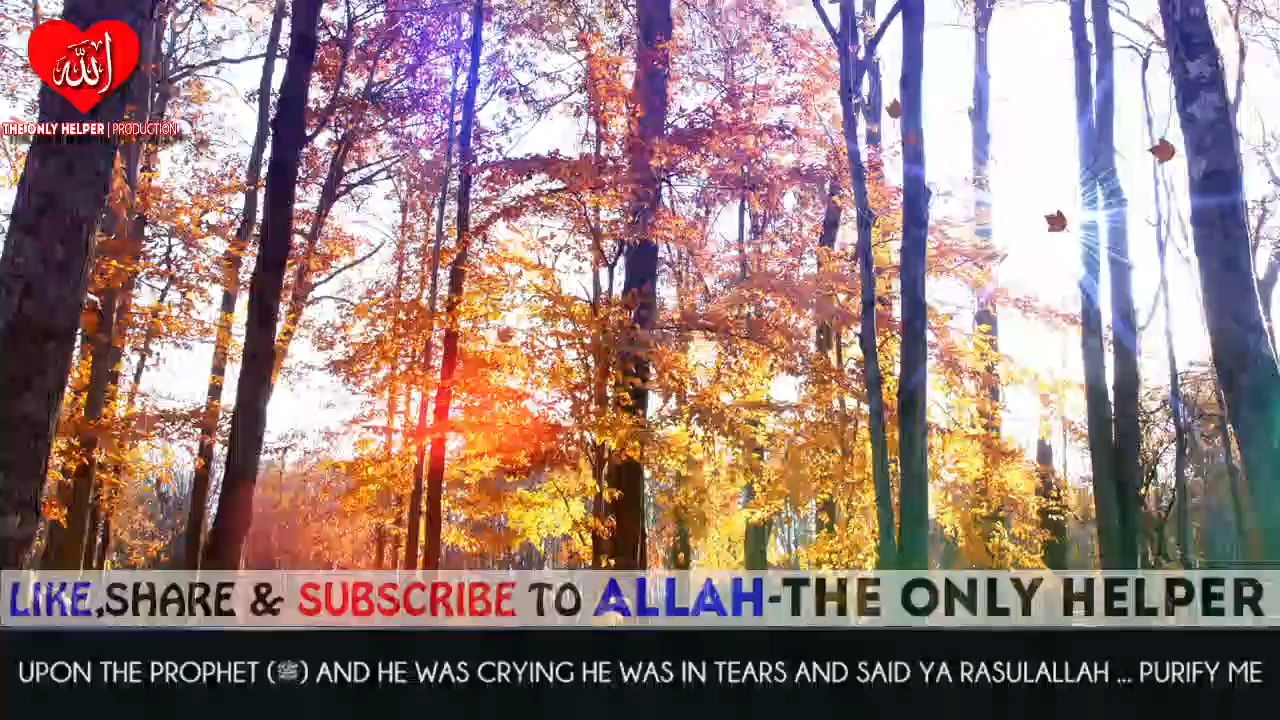 الله
THE ONLY HELPER | PRODUCTION
LIKE,SHARE & SUBSCRIBE TO ALLAH-THE ONLY HELPER
UPON THE PROPHET (ﷺ) AND HE WAS CRYING HE WAS IN TEARS AND SAID YA RASULALLAH ... PURIFY ME